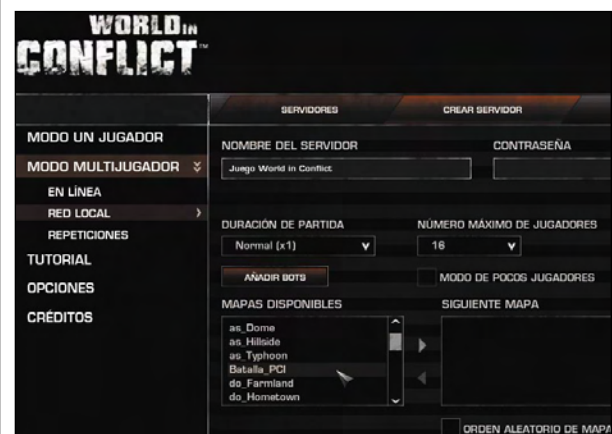 WORLD IN
CONFLICT™
SERVIDORES
CREAR SERVIDOR
MODO UN JUGADOR
MODO MULTIJUGADOR
EN LÍNEA
RED LOCAL
REPETICIONES
TUTORIAL
OPCIONES
CRÉDITOS
NOMBRE DEL SERVIDOR
CONTRASEÑA
Juego World in Conflict
DURACIÓN DE PARTIDA
NÚMERO MÁXIMO DE JUGADORES
Normal (x1)
16
AÑADIR BOTS
MODO DE POCOS JUGADORES
MAPAS DISPONIBLES
SIGUIENTE MAPA
as_Dome
as_Hillside
as_Typhoon
Batalla_PCI
do_Farmland
do_Hometown
ORDEN ALEATORIO DE MAPA